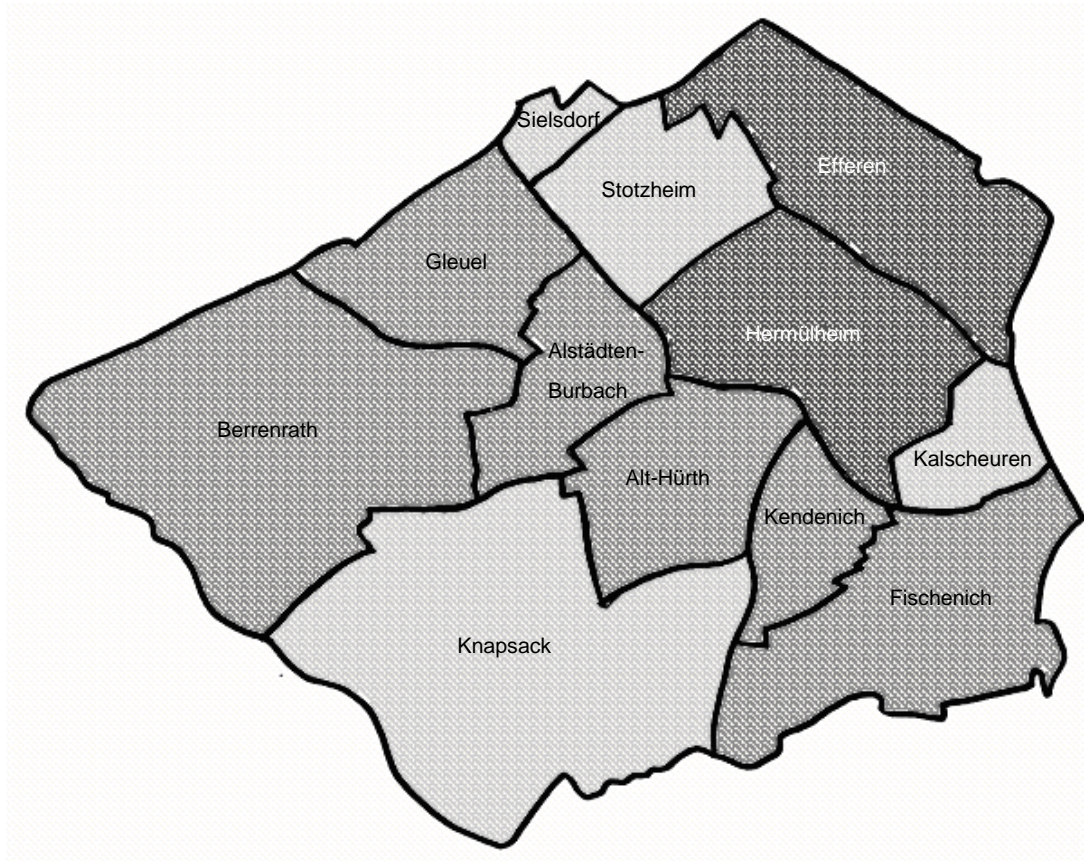 Sielsdorf
Efferen
Stotzheim
Gleuel
Hermülheim
Alstädten-
Burbach
Berrenrath
Kalscheuren
Alt-Hürth
Kendenich
Fischenich
Knapsack